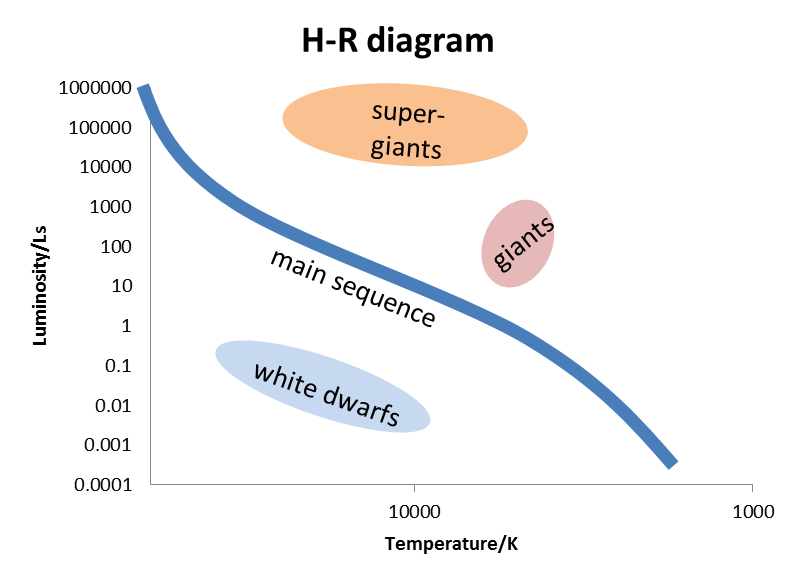 H-R diagram
1000000
100000
10000
1000
100
10
1
0.1
0.01
0.001
0.0001
Luminosity/Ls
super-
giants
giants
main sequence
white dwarfs
10000
1000
Temperature/K